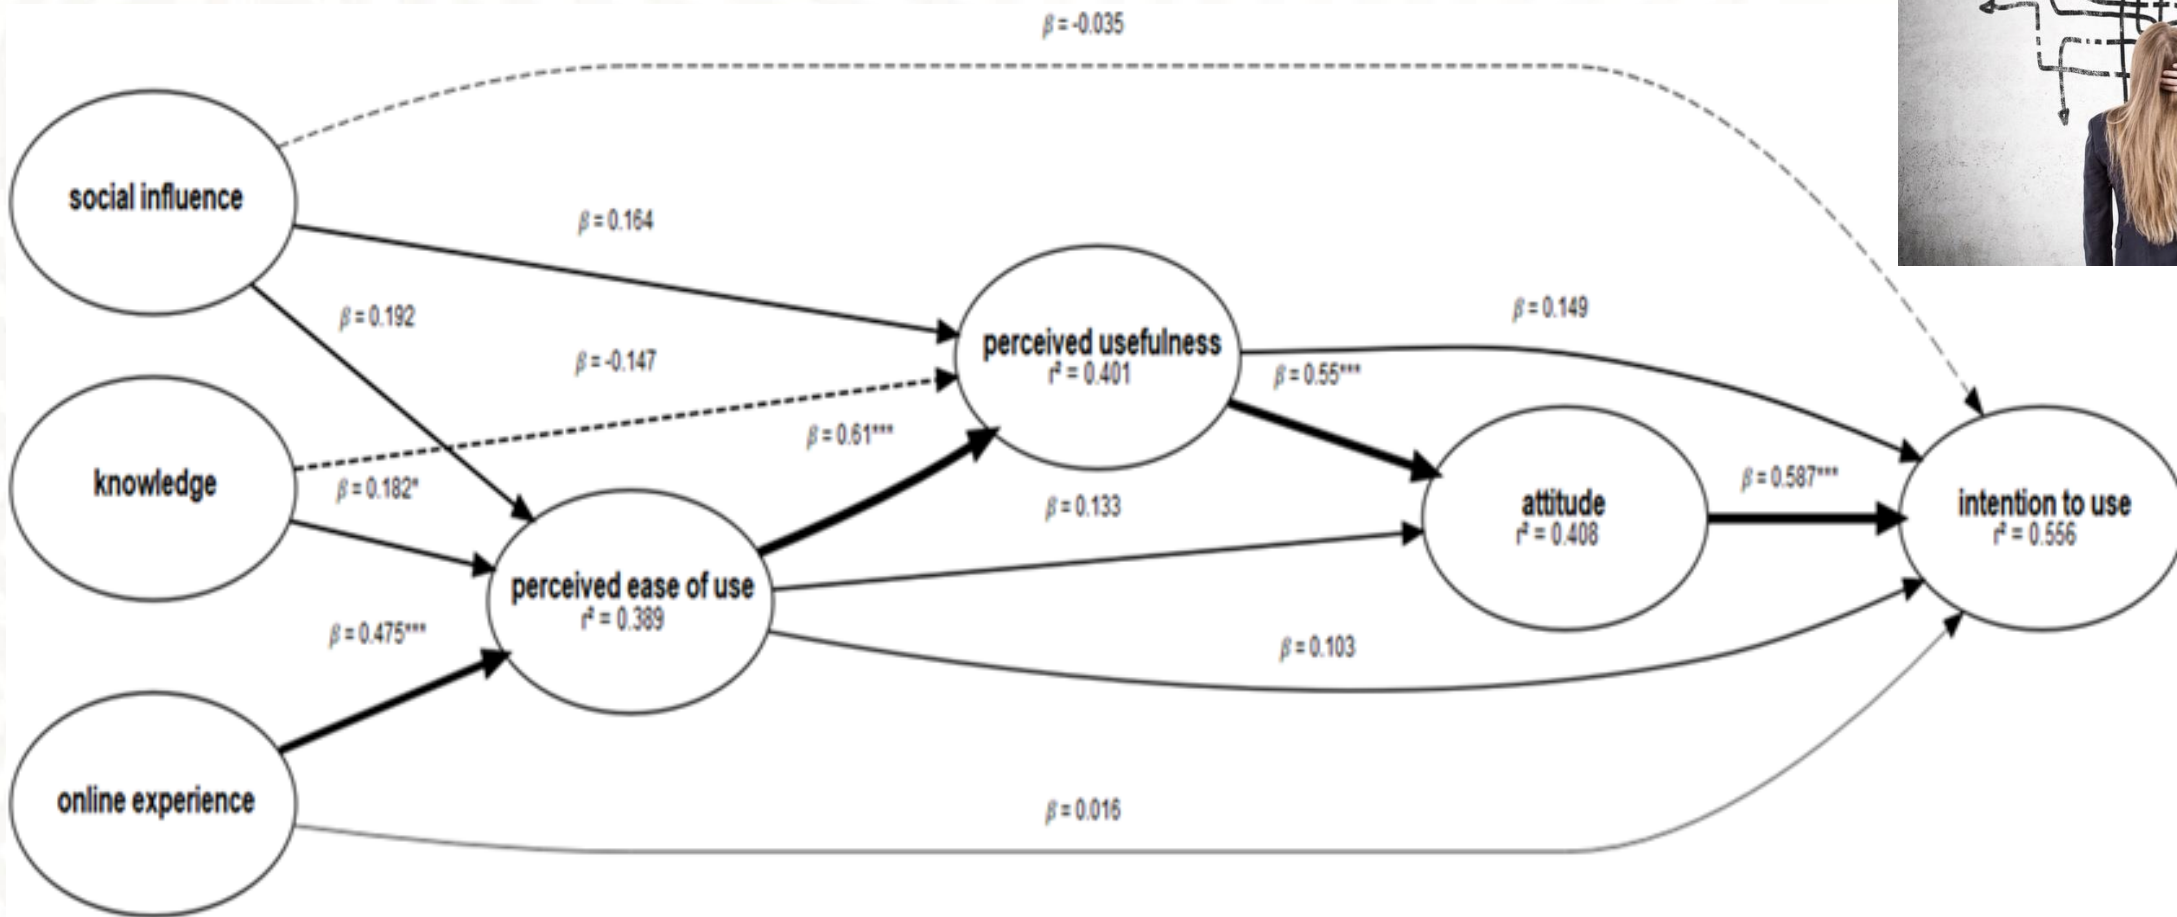 β = -0.035
social influence
β = 0.164
β = 0.192
β = -0.147
perceived usefulness
r² = 0.401
β = 0.149
β = 0.55***
knowledge
β = 0.182*
β = 0.61***
β = 0.133
attitude
r² = 0.408
β = 0.587***
intention to use
r² = 0.556
perceived ease of use
r² = 0.389
β = 0.475***
β = 0.103
online experience
β = 0.016